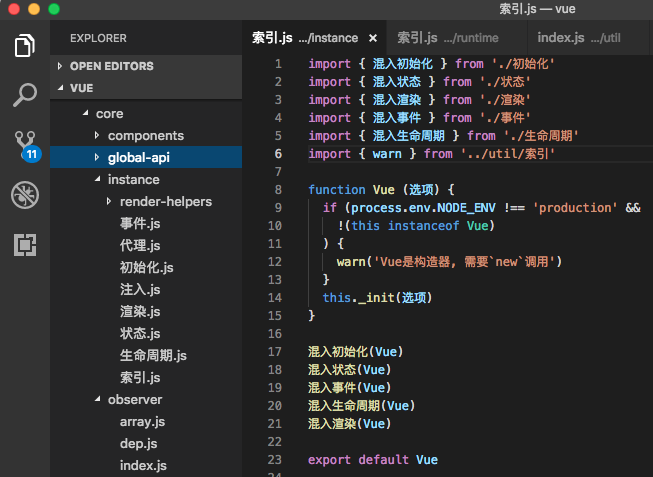 索引.js — vue
EXPLORER
OPEN EDITORS
VUE
core
components
global-api
instance
render-helpers
事件.js
代理.js
初始化.js
注入.js
渲染.js
状态.js
生命周期.js
索引.js
observer
array.js
dep.js
index.js
11
索引.js .../instance ×
索引.js .../runtime
index.js .../util
1 import { 混入初始化 } from './初始化'
2 import { 混入状态 } from './状态'
3 import { 混入渲染 } from './渲染'
4 import { 混入事件 } from './事件'
5 import { 混入生命周期 } from './生命周期'
6 import { warn } from '../util/索引'
7
8 function Vue (选项) {
9 if (process.env.NODE_ENV !== 'production' &&
10 !(this instanceof Vue)
11 ) {
12 warn('Vue是构造器, 需要`new`调用')
13 }
14 this._init(选项)
15 }
16
17 混入初始化(Vue)
18 混入状态(Vue)
19 混入事件(Vue)
20 混入生命周期(Vue)
21 混入渲染(Vue)
22
23 export default Vue